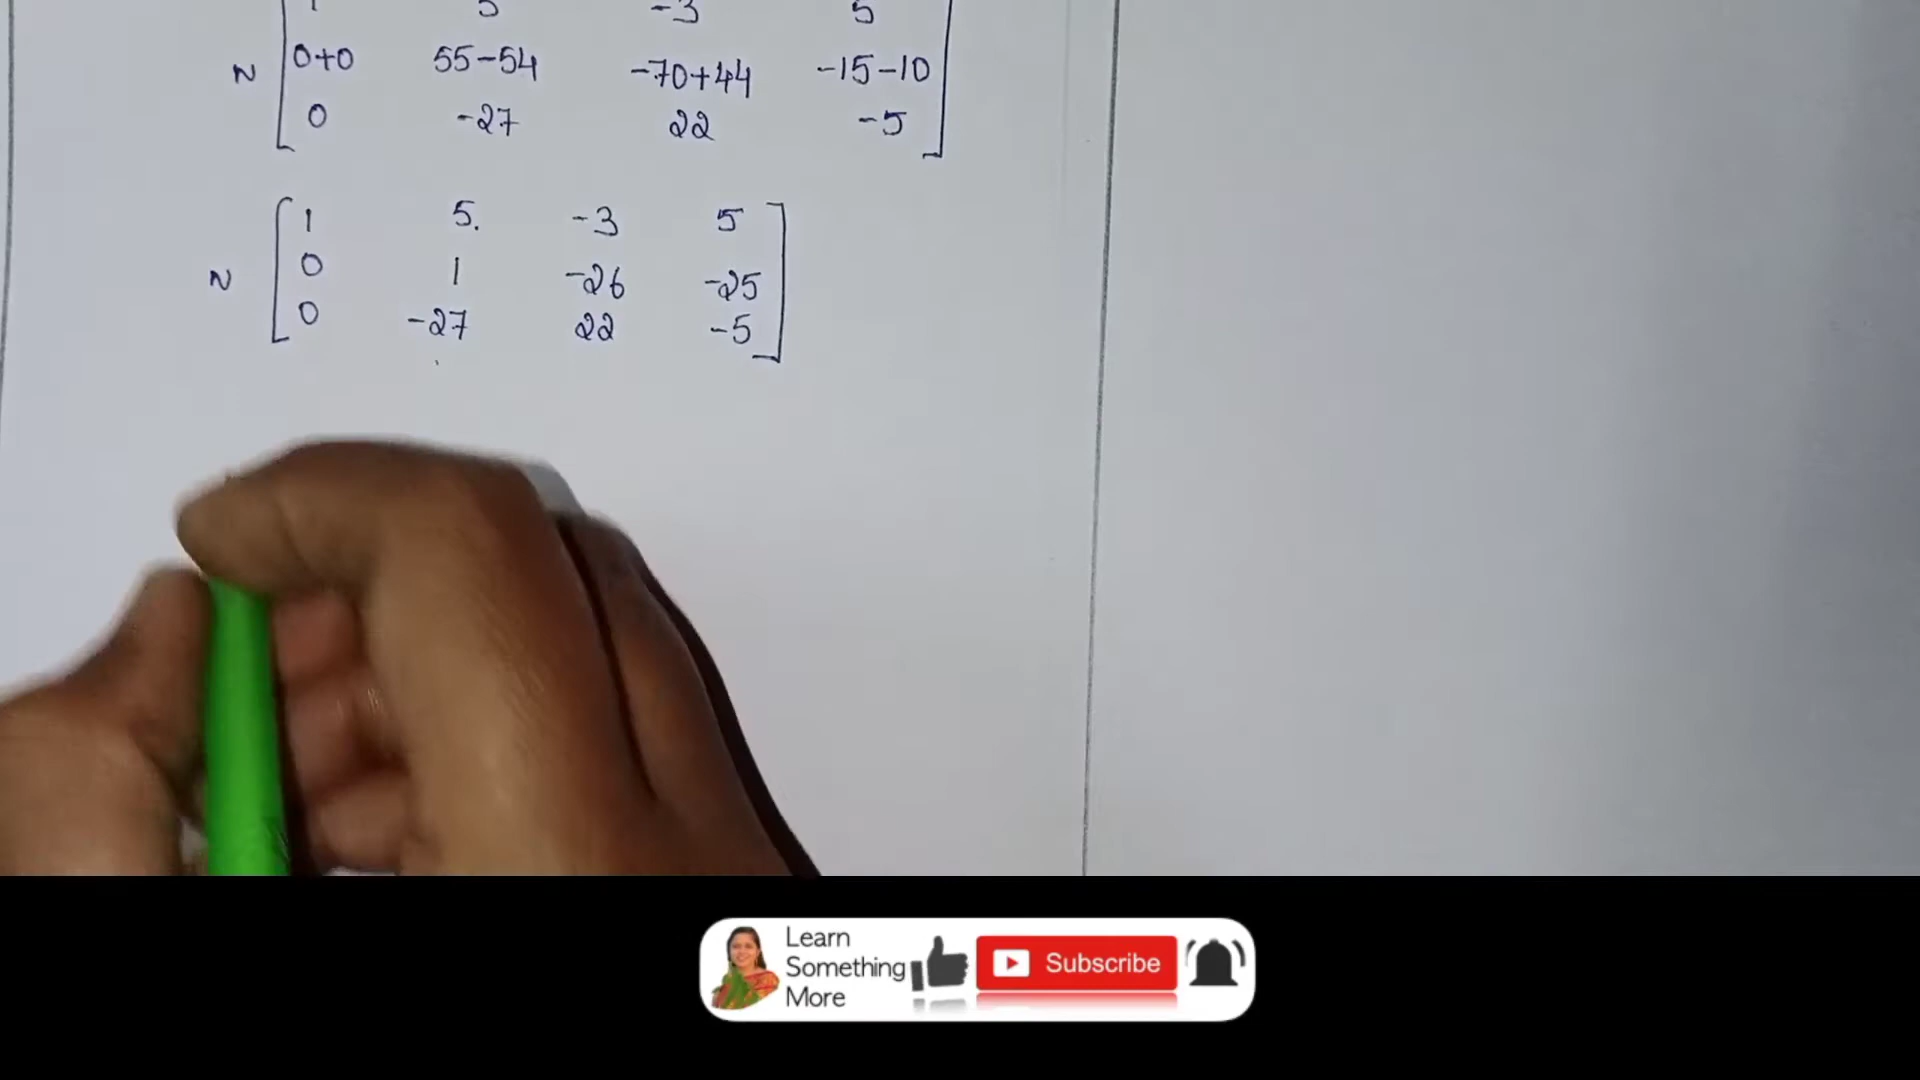 1 5 -3 5
~ 0+0 55-54 -70+44 -15-10
0 -27 22 -5
1 5. -3 5
~ 0 1 -26 -25
0 -27 22 -5
Learn
Something
More
Subscribe